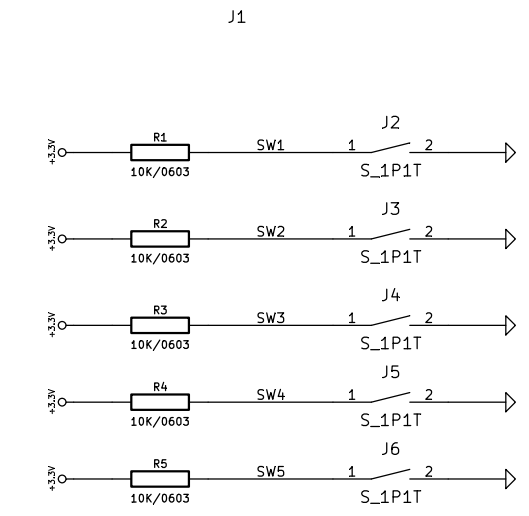 J1
J2
+3.3V R1 SW1 1 2
10K/0603 S_1P1T
J3
+3.3V R2 SW2 1 2
10K/0603 S_1P1T
J4
+3.3V R3 SW3 1 2
10K/0603 S_1P1T
J5
+3.3V R4 SW4 1 2
10K/0603 S_1P1T
J6
+3.3V R5 SW5 1 2
10K/0603 S_1P1T